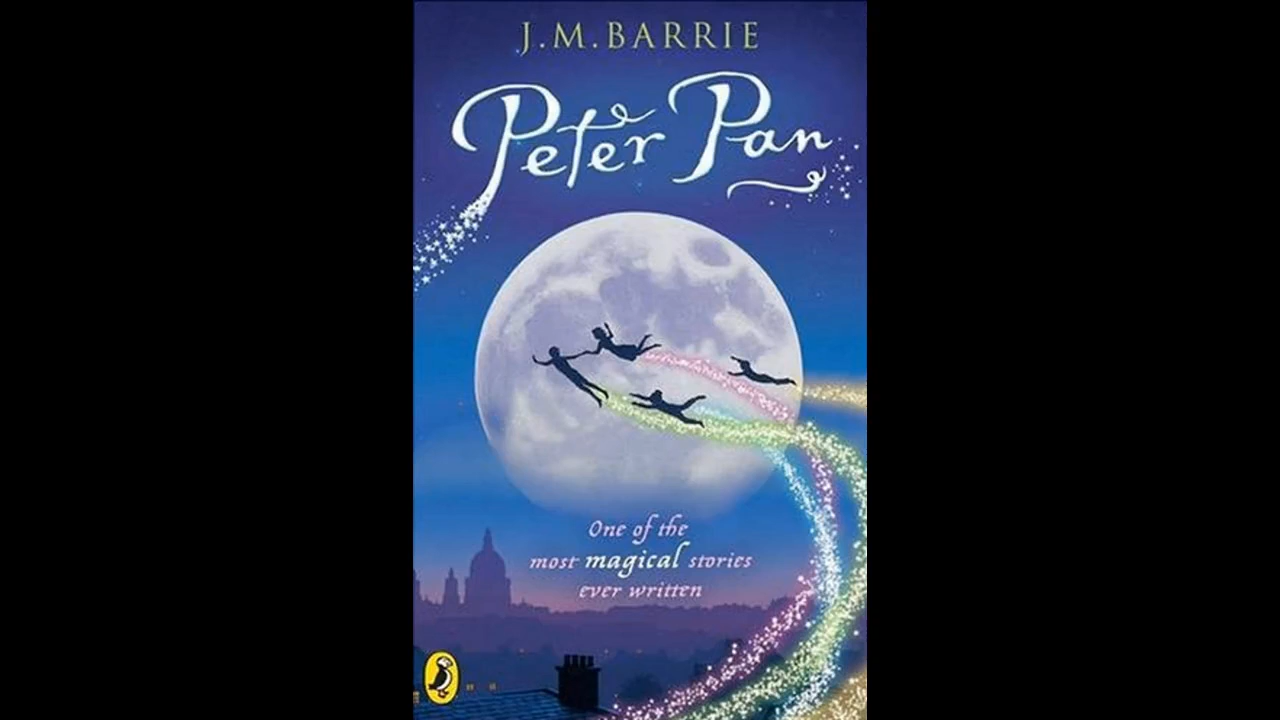 J.M.BARRIE
Peter Pan
One of the
most magical stories
ever written